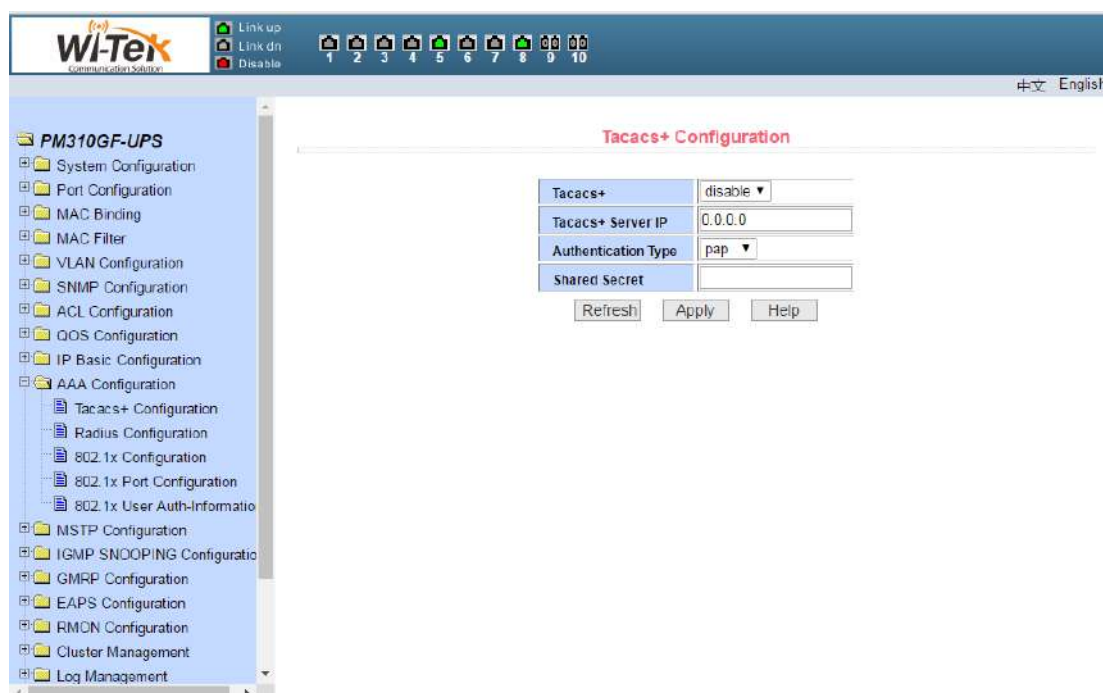 WI-TEK
Communication Solution
Link up
Link dn
Disable
1 2 3 4 5 6 7 8 9 10
中文 English
PM310GF-UPS
System Configuration
Port Configuration
MAC Binding
MAC Filter
VLAN Configuration
SNMP Configuration
ACL Configuration
QOS Configuration
IP Basic Configuration
AAA Configuration
Tacacs+ Configuration
Radius Configuration
802.1x Configuration
802.1x Port Configuration
802.1x User Auth-Informatio
MSTP Configuration
IGMP SNOOPING Configuratio
GMRP Configuration
EAPS Configuration
RMON Configuration
Cluster Management
Log Management
Tacacs+ Configuration
Tacacs+ disable
Tacacs+ Server IP 0.0.0.0
Authentication Type pap
Shared Secret
Refresh Apply Help